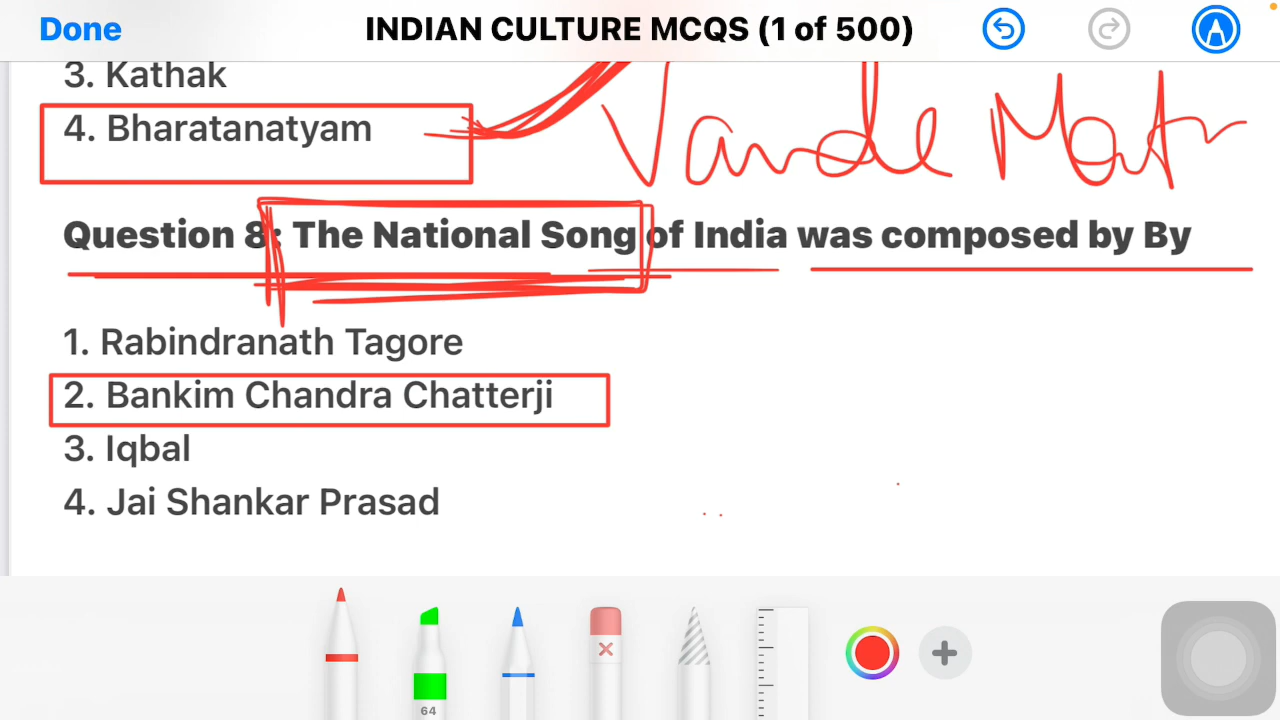 Done INDIAN CULTURE MCQS (1 of 500)
3. Kathak
4. Bharatanatyam
Vande Mat
Question 8: The National Song of India was composed by By
1. Rabindranath Tagore
2. Bankim Chandra Chatterji
3. Iqbal
4. Jai Shankar Prasad
64